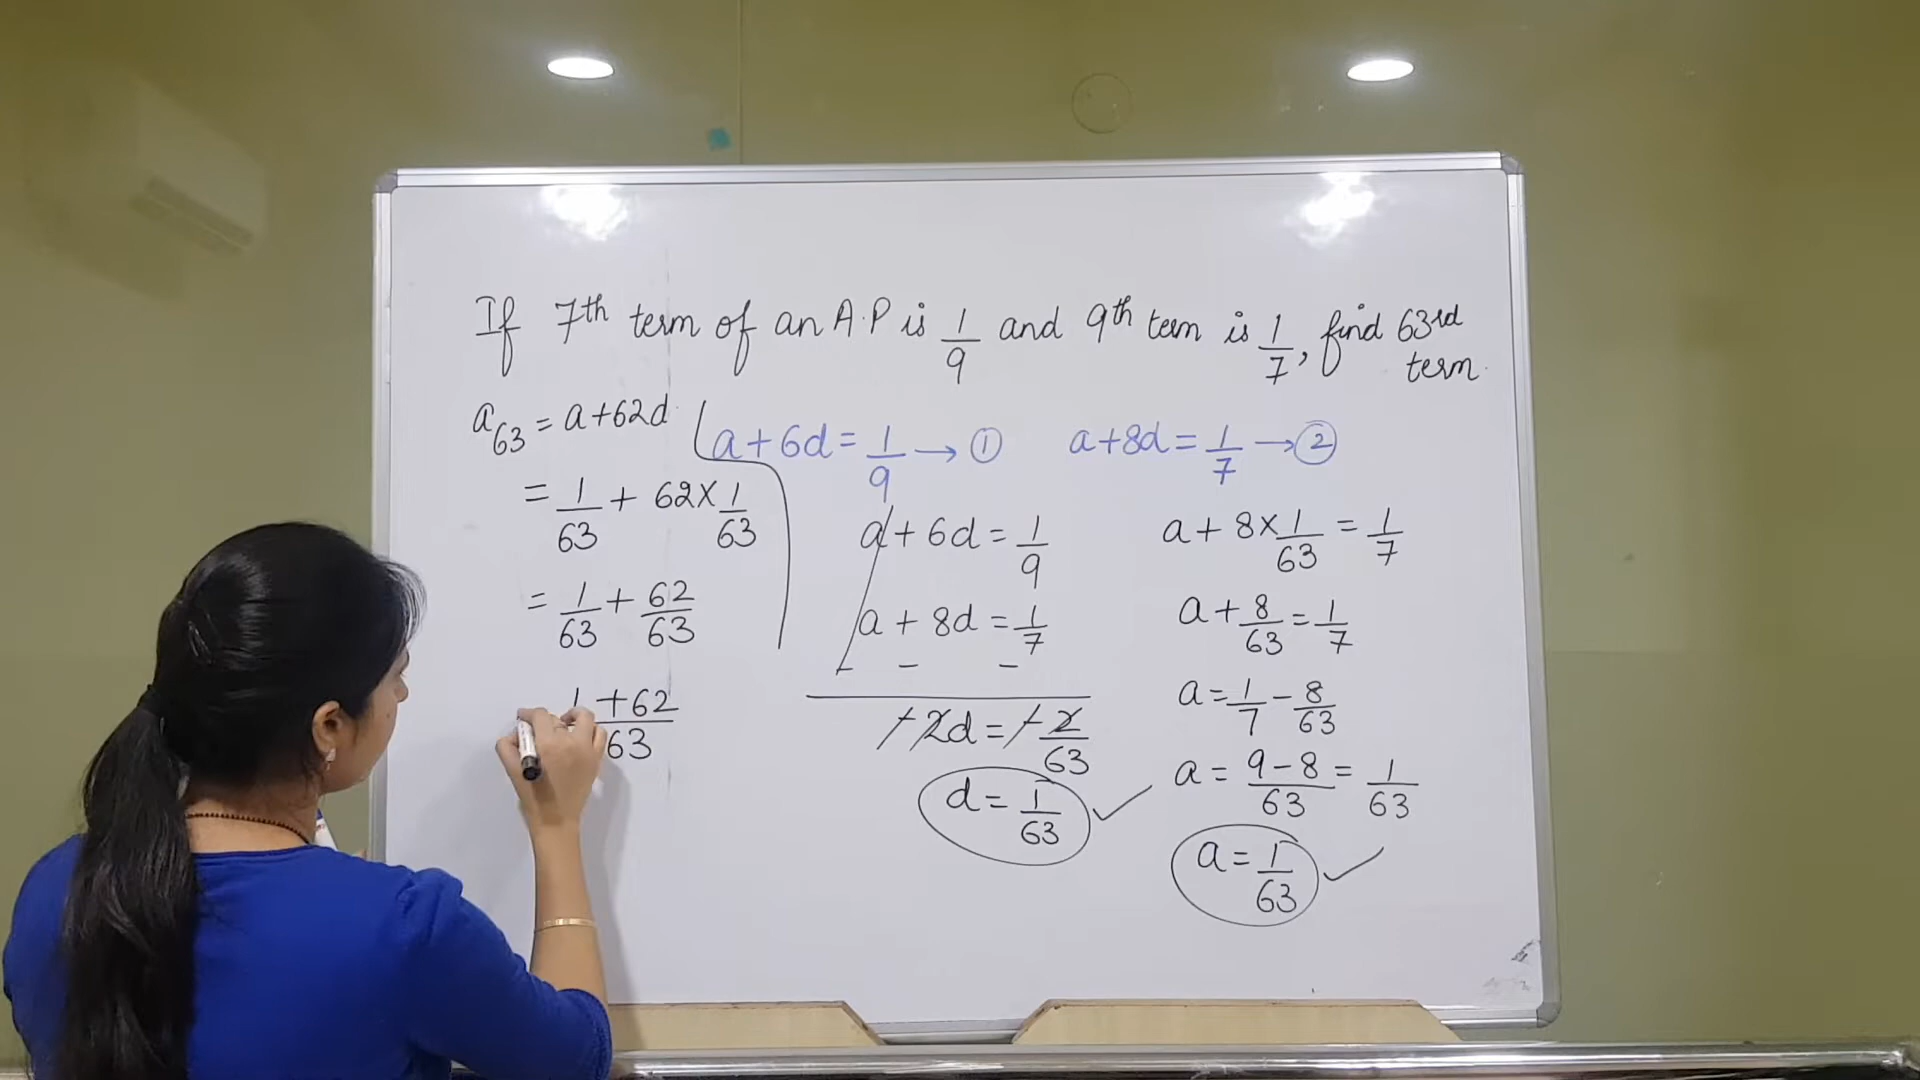 If 7th term of an A.P is 1/9 and 9th term is 1/7, find 63rd term.
a₆₃ = a+62d
= 1/63 + 62×1/63
= 1/63 + 62/63
1+62/63
a+6d = 1/9 → ①
a+6d = 1/9
a+8d = 1/7
- - -
-2d = -2/63
d = 1/63 ✓
a+8d = 1/7 → ②
a+8×1/63 = 1/7
a+8/63 = 1/7
a = 1/7 - 8/63
a = 9-8/63 = 1/63
a = 1/63 ✓